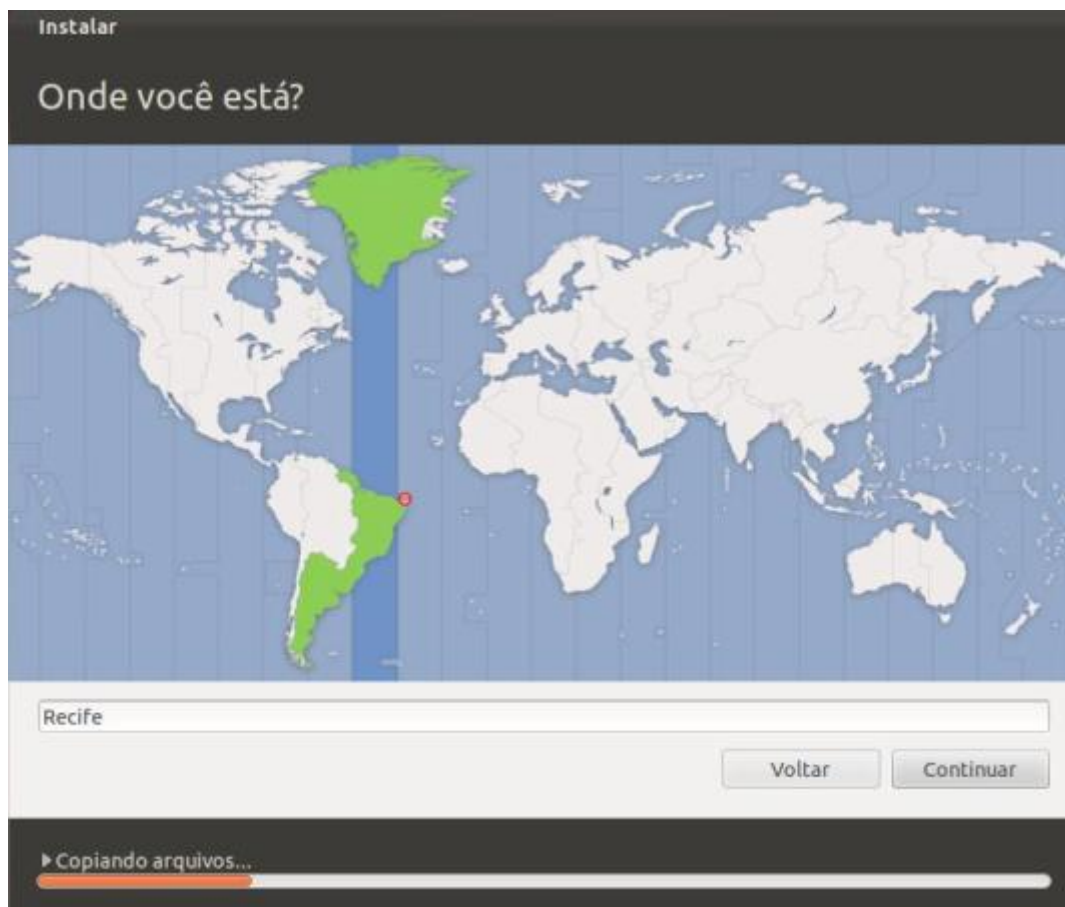 Instalar
Onde você está?
Recife
Voltar
Continuar
Copiando arquivos...